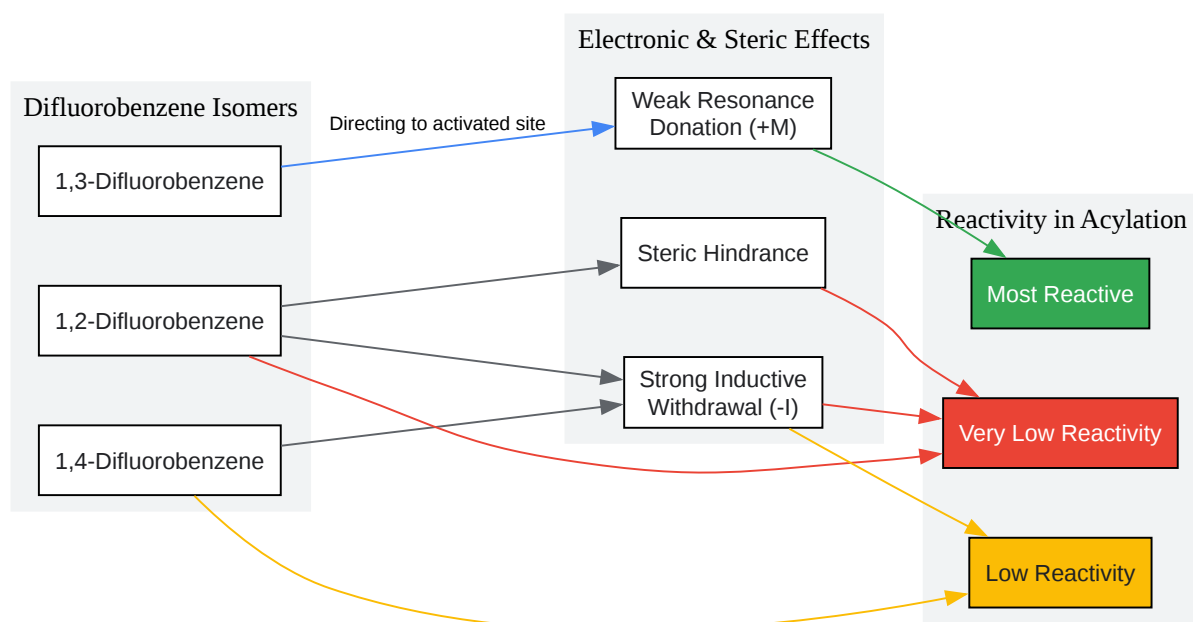 Difluorobenzene Isomers
1,3-Difluorobenzene
1,2-Difluorobenzene
1,4-Difluorobenzene
Directing to activated site
Electronic & Steric Effects
Weak Resonance
Donation (+M)
Steric Hindrance
Strong Inductive
Withdrawal (-I)
Reactivity in Acylation
Most Reactive
Very Low Reactivity
Low Reactivity